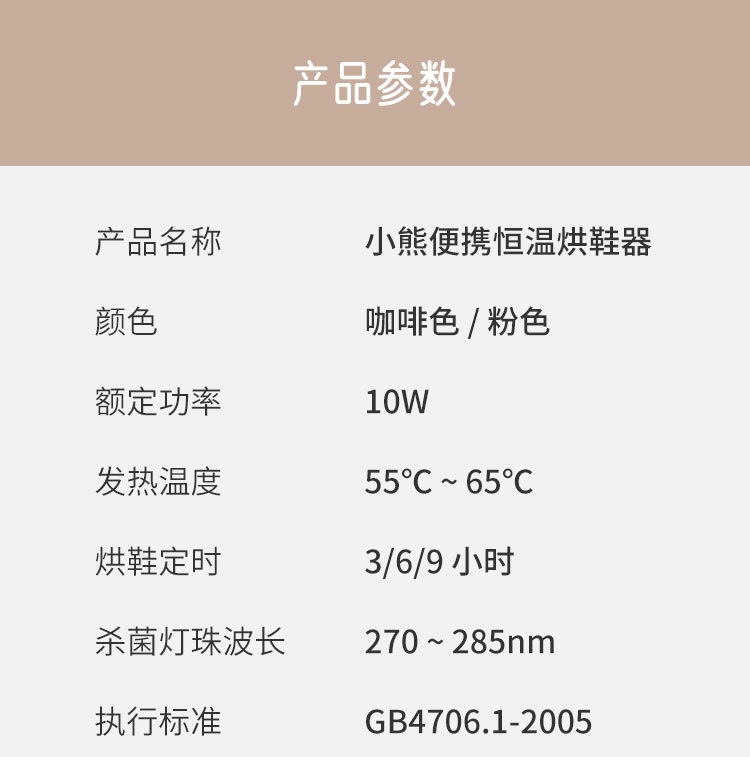 产品参数
产品名称 小熊便携恒温烘鞋器
颜色 咖啡色 / 粉色
额定功率 10W
发热温度 55℃ ~ 65℃
烘鞋定时 3/6/9 小时
杀菌灯珠波长 270 ~ 285nm
执行标准 GB4706.1-2005